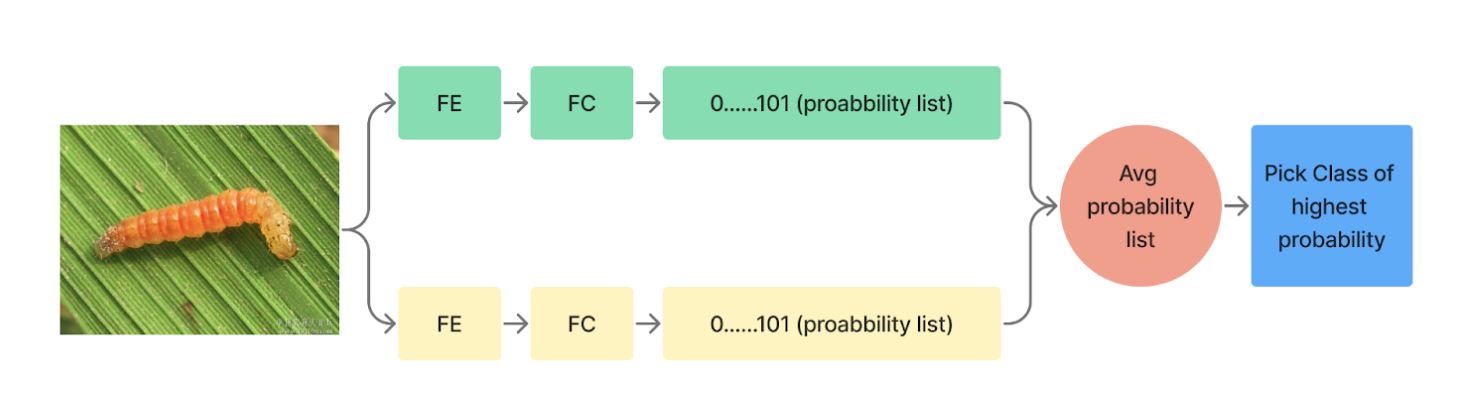 FE
FC
0......101 (proabbility list)
FE
FC
0......101 (proabbility list)
Avg
probability
list
Pick Class of
highest
probability